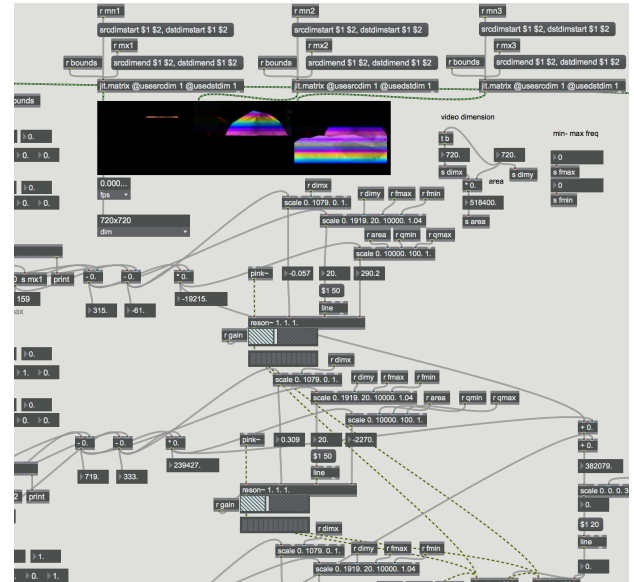 r mn1
r mn2
r mn3
srcdimstart $1 $2, dstdimstart $1 $2
srcdimstart $1 $2, dstdimstart $1 $2
srcdimstart $1 $2, dstdimstart $1 $2
r mx1
r mx2
r mx3
r bounds
srcdimend $1 $2, dstdimend $1 $2
r bounds
srcdimend $1 $2, dstdimend $1 $2
r bounds
srcdimend $1 $2, dstdimend $1 $2
jit.matrix @usesrcdim 1 @usedstdim 1
jit.matrix @usesrcdim 1 @usedstdim 1
jit.matrix @usesrcdim 1 @usedstdim 1
ounds
video dimension
min- max freq
0.
0.
t b
0.
0.
720.
720.
0
s dimx
s dimy
s fmax
0.000...
fps
r dimx
* 0.
area
0
0.
0.
0.
r dimy
r fmax
r fmin
518400.
s fmin
scale 0. 1079. 0. 1.
720x720
dim
scale 0. 1919. 20. 10000. 1.04
s area
r area
r qmin
r qmax
scale 0. 10000. 100. 1.
0
s mx1
print
- 0.
- 0.
* 0.
pink~
-0.057
20.
290.2
159
ax
315.
-61.
-19215.
$1 50
line
reson~ 1. 1. 1.
r gain
0.
r dimx
1.
0.
scale 0. 1079. 0. 1.
r dimy
r fmax
r fmin
0.
scale 0. 1919. 20. 10000. 1.04
r area
r qmin
r qmax
0.
0.
scale 0. 10000. 100. 1.
+ 0.
- 0.
- 0.
* 0.
pink~
0.309
20.
-2270.
+ 0.
719.
333.
239427.
$1 50
382079.
line
2
print
reson~ 1. 1. 1.
scale 0. 0. 0. 3
r gain
0.
r dimx
$1 20
line
1.
scale 0. 1079. 0. 1.
r dimy
r fmax
r fmin
0.
0.
1.
scale 0. 1919. 20. 10000. 1.04